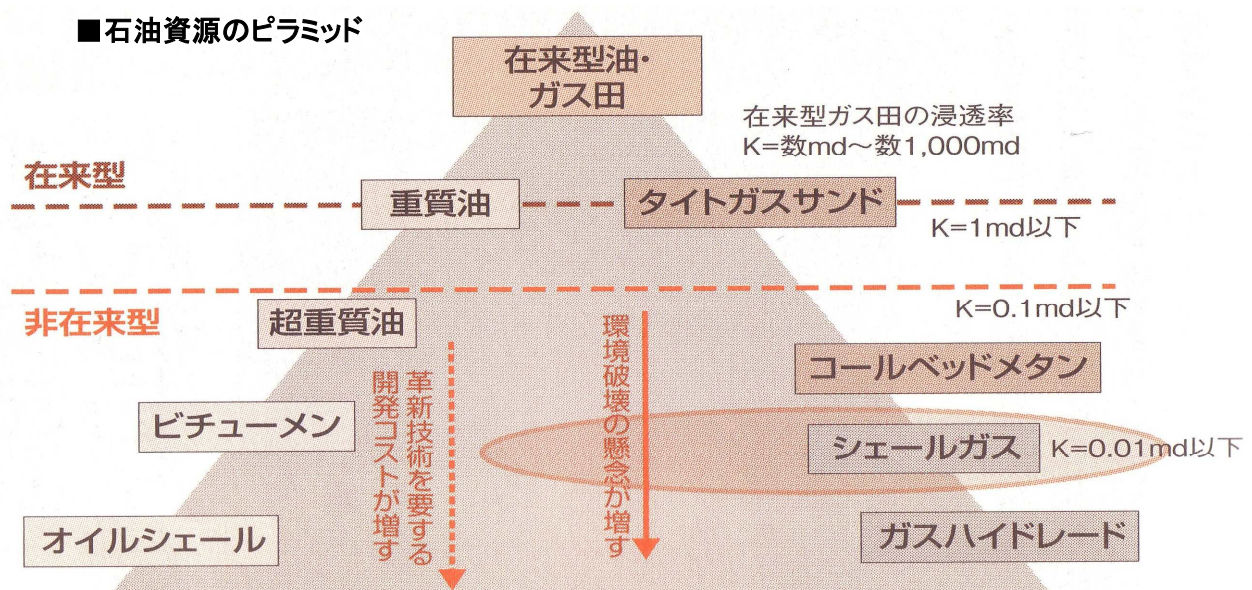 ■石油資源のピラミッド
在来型油・
ガス田
在来型ガス田の浸透率
K=数md～数1,000md
在来型
重質油
タイトガスサンド
K=1md以下
K=0.1md以下
非在来型
超重質油
コールベッドメタン
環境破壊の懸念が増す
革新技術を要する
開発コストが増す
ビチューメン
シェールガス
K=0.01md以下
オイルシェール
ガスハイドレード